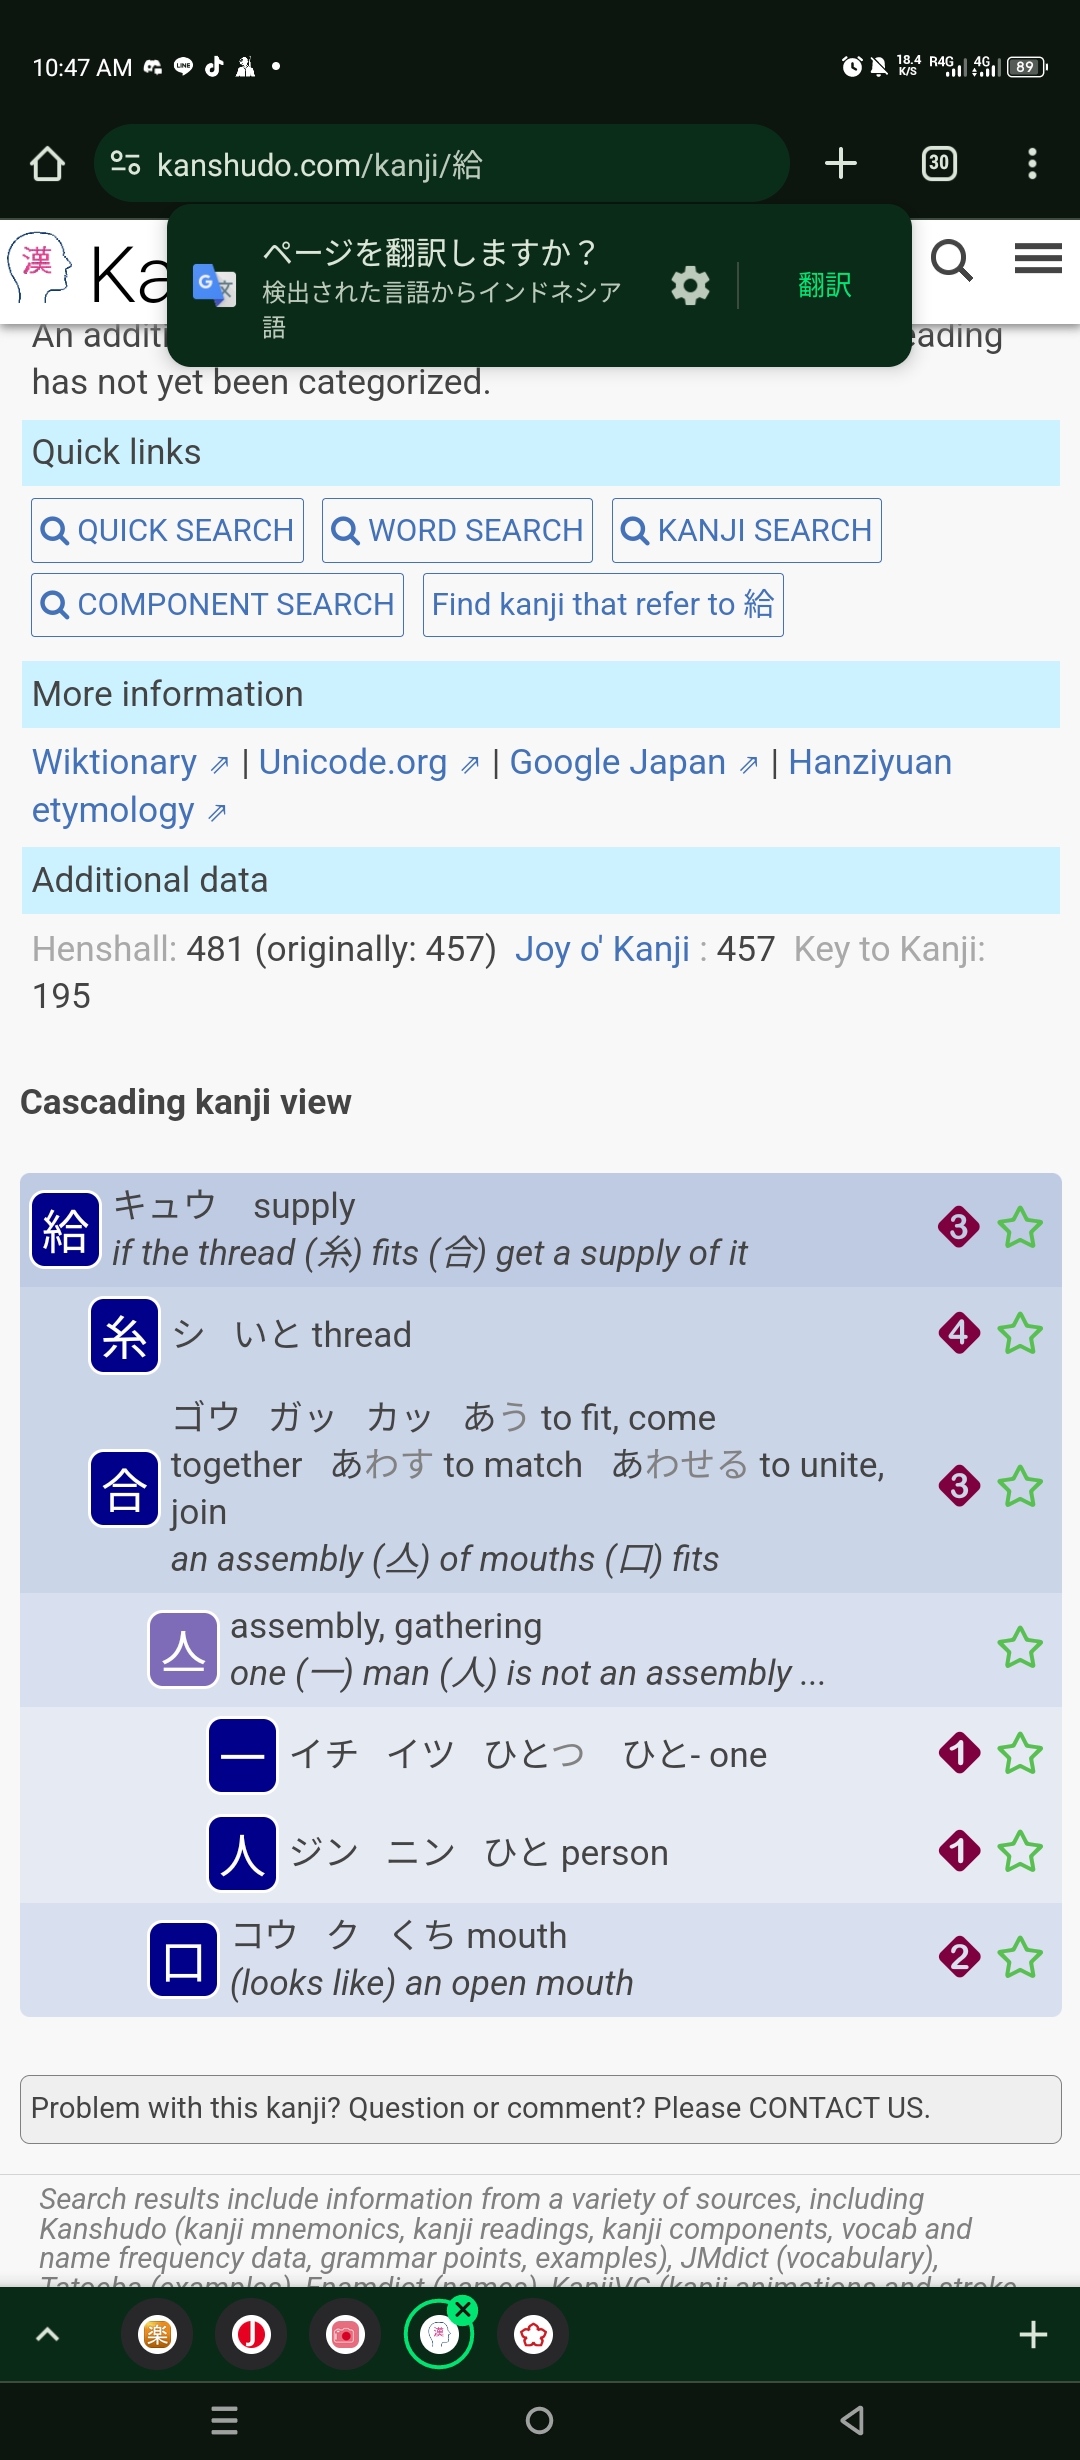 10:47 AM
18.4 K/S R4G 4G 89
kanshudo.com/kanji/給
30
漢 Ka
ページを翻訳しますか？
検出された言語からインドネシア
語
翻訳
An additi
eading
has not yet been categorized.
Quick links
QUICK SEARCH WORD SEARCH KANJI SEARCH
COMPONENT SEARCH Find kanji that refer to 給
More information
Wiktionary ⇗ | Unicode.org ⇗ | Google Japan ⇗ | Hanziyuan
etymology ⇗
Additional data
Henshall: 481 (originally: 457) Joy o' Kanji : 457 Key to Kanji:
195
Cascading kanji view
給 キュウ supply 3
if the thread (糸) fits (合) get a supply of it
糸 シ いと thread 4
ゴウ ガッ カッ あう to fit, come
合 together あわす to match あわせる to unite, 3
join
an assembly (亼) of mouths (口) fits
亼 assembly, gathering
one (一) man (人) is not an assembly ...
一 イチ イツ ひとつ ひと- one 1
人 ジン ニン ひと person 1
口 コウ ク くち mouth 2
(looks like) an open mouth
Problem with this kanji? Question or comment? Please CONTACT US.
Search results include information from a variety of sources, including
Kanshudo (kanji mnemonics, kanji readings, kanji components, vocab and
name frequency data, grammar points, examples), JMdict (vocabulary),
Tatoeba (examples), Enamdict (names), KanjiVG (kanji animations and stroke
楽 J 漢